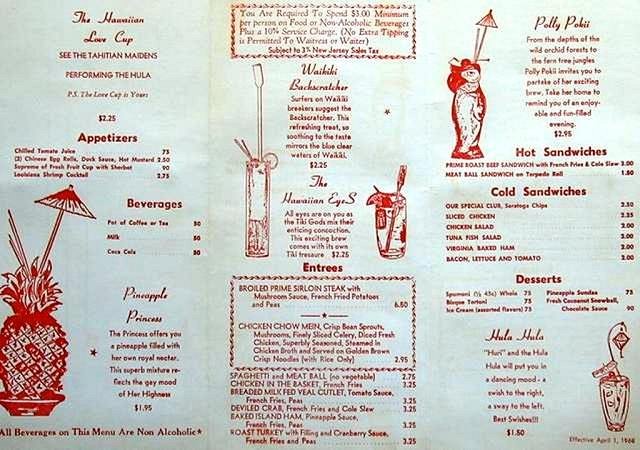 The Hawaiian
Love Cup
SEE THE TAHITIAN MAIDENS
PERFORMING THE HULA
P.S. The Love Cup is Yours
$2.25
Appetizers
Chilled Tomato Juice 75
(2) Chinese Egg Rolls, Duck Sauce, Hot Mustard 2.50
Supreme of Fresh Fruit Cup with Sherbet 90
Louisiana Shrimp Cocktail 2.75
Beverages
Pot of Coffee or Tea 50
Milk 50
Coca Cola 50
Pineapple
Princess
The Princess offers you
a pineapple filled with
her own royal nectar.
This superb mixture re-
flects the gay mood
of her Highness
$1.95
All Beverages on This Menu Are Non Alcoholic
You Are Required To Spend $3.00 Minimum
per person on Food or Non-Alcoholic Beverages
Plus a 10% Service Charge. (No Extra Tipping
is Permitted To Waitress or Waiter)
Subject to 3% New Jersey Sales Tax
Waikiki
Backscratcher
Surfers on Waikiki
breakers suggest the
Backscratcher. This
refreshing treat, so
soothing to the taste
mirrors the blue clear
waters of Waikiki.
$2.25
The
Hawaiian EyeS
All eyes are on you as
the Tiki Gods mix their
enticing concoction.
This exciting brew
comes with its own
Tiki treasure $2.25
Entrees
BROILED PRIME SIRLON STEAK with
Mushroom Sauce, French Fried Potatoes
and Peas 6.50
CHICKEN CHOW MEIN, Crisp Bean Sprouts,
Mushrooms, Finely Sliced Celery, Diced Fresh
Chicken, Superbly Seasoned, Steamed in
Chicken Broth and Served on Golden Brown
Crisp Noodles (with Rice Only) 2.95
SPAGHETTI and MEAT BALL (no vegetable) 2.75
CHICKEN IN THE BASKET, French Fries 3.25
BREADED MILK FED VEAL CUTLET, Tomato Sauce,
French Fries, Peas 3.25
DEVILED CRAB, French Fries and Cole Slaw 3.25
BAKED ISLAND HAM, Pineapple Sauce,
French Fries, Peas 3.25
ROAST TURKEY with Filling and Cranberry Sauce,
French Fries and Peas 3.25
Polly Pokii
From the depths of the
wild orchid forests to the
fern tree jungles
Polly Pokii invites you to
partake of her exciting
brew. Take her home to
remind you of an enjoy-
able and fun-filled
evening.
$2.95
Hot Sandwiches
PRIME ROAST BEEF SANDWICH with French Fries & Cole Slaw 3.00
MEAT BALL SANDWICH on Torpedo Roll 1.50
Cold Sandwiches
OUR SPECIAL CLUB, Saratoga Chips 2.50
SLICED CHICKEN 2.25
CHICKEN SALAD 2.00
TUNA FISH SALAD 2.00
VIRGINIA BAKED HAM 2.00
BACON, LETTUCE AND TOMATO 2.00
Desserts
Spumoni 75
Bisque Tortoni 75
Ice Cream (assorted flavors) 75
Pineapple Sundae 75
Fresh Cocoanut Snowball,
Chocolate Sauce 90
Hula Hula
"Huri" and the Hula
Hula will put you in
a dancing mood - a
swish to the right,
a sway to the left.
Best Swishes!!!
$1.50
Effective April 1, 1968